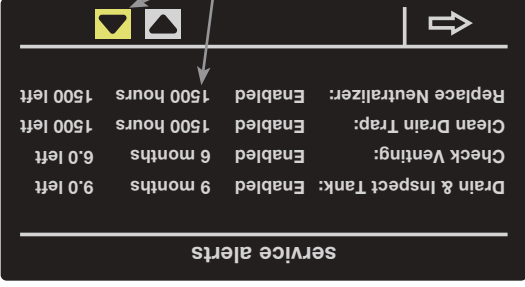 service alerts
Drain & Inspect Tank: Enabled 9 months 9.0 left
Check Venting: Enabled 6 months 6.0 left
Clean Drain Trap: Enabled 1500 hours 1500 left
Replace Neutralizer: Enabled 1500 hours 1500 left